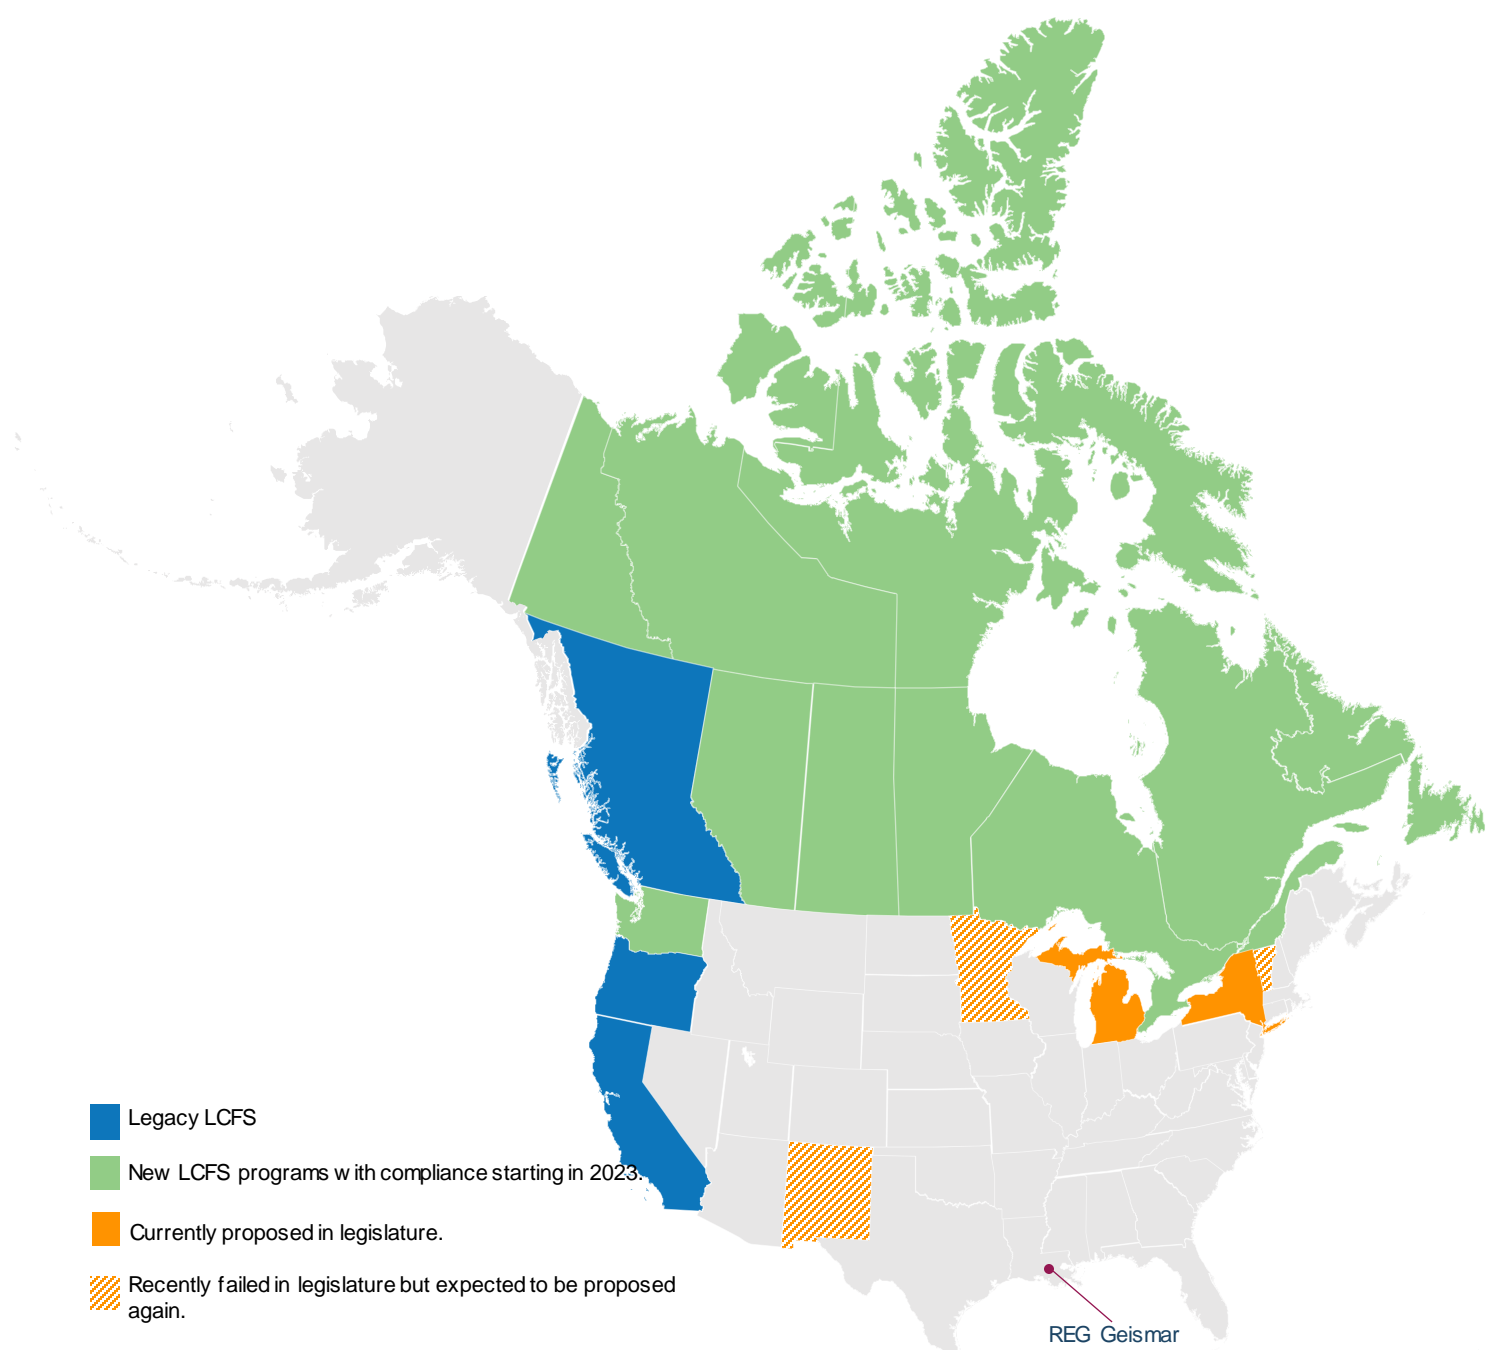 Legacy LCFS
New LCFS programs with compliance starting in 2023.
Currently proposed in legislature.
Recently failed in legislature but expected to be proposed
again.
REG Geismar